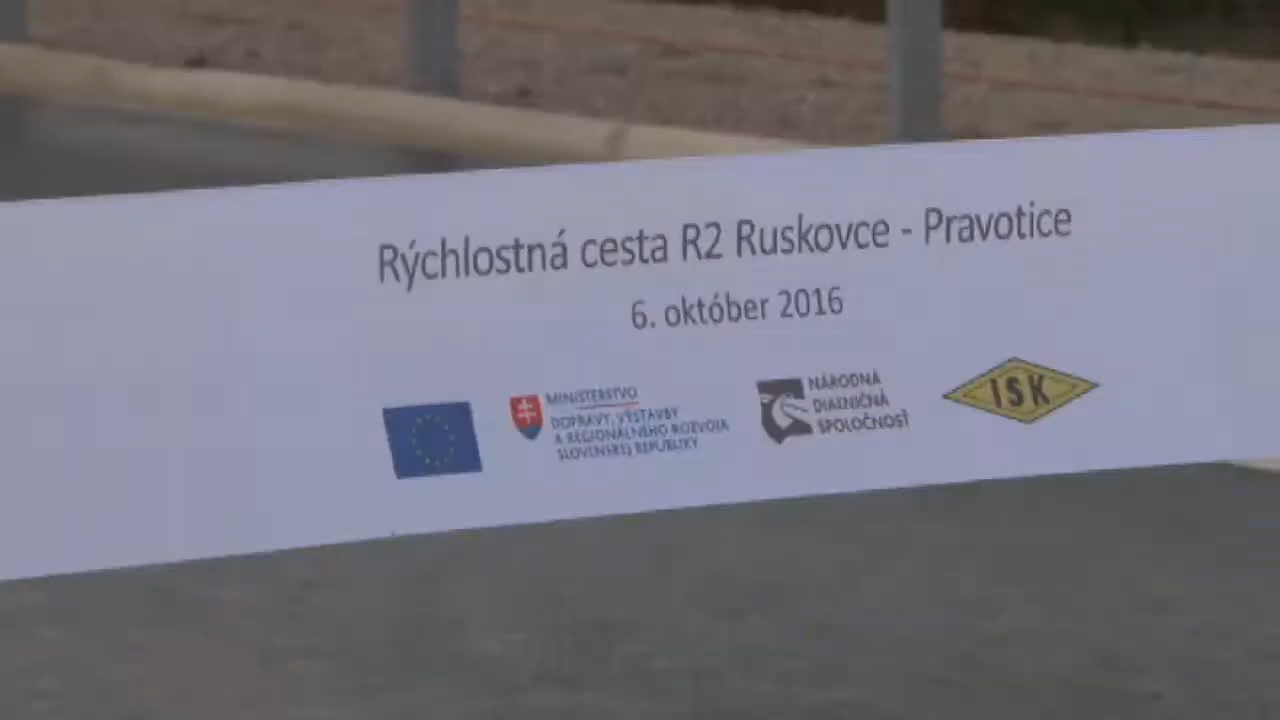 Rýchlostná cesta R2 Ruskovce - Pravotice
6. október 2016
MINISTERSTVO
DOPRAVY, VÝSTAVBY
A REGIONÁLNEHO ROZVOJA
SLOVENSKEJ REPUBLIKY
NÁRODNÁ
DIAĽNIČNÁ
SPOLOČNOSŤ
ISK